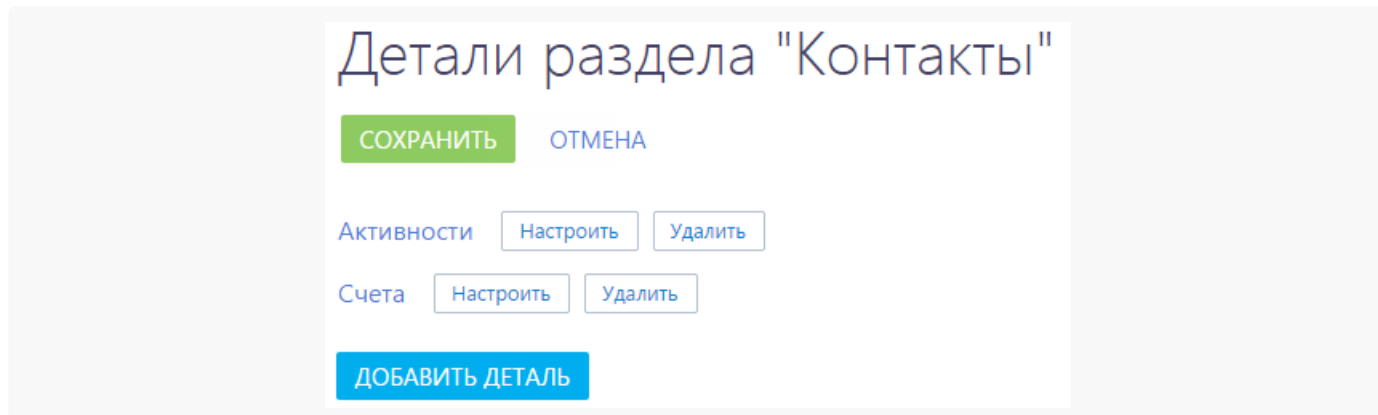 Детали раздела "Контакты"
СОХРАНИТЬ ОТМЕНА
Активности Настроить Удалить
Счета Настроить Удалить
ДОБАВИТЬ ДЕТАЛЬ